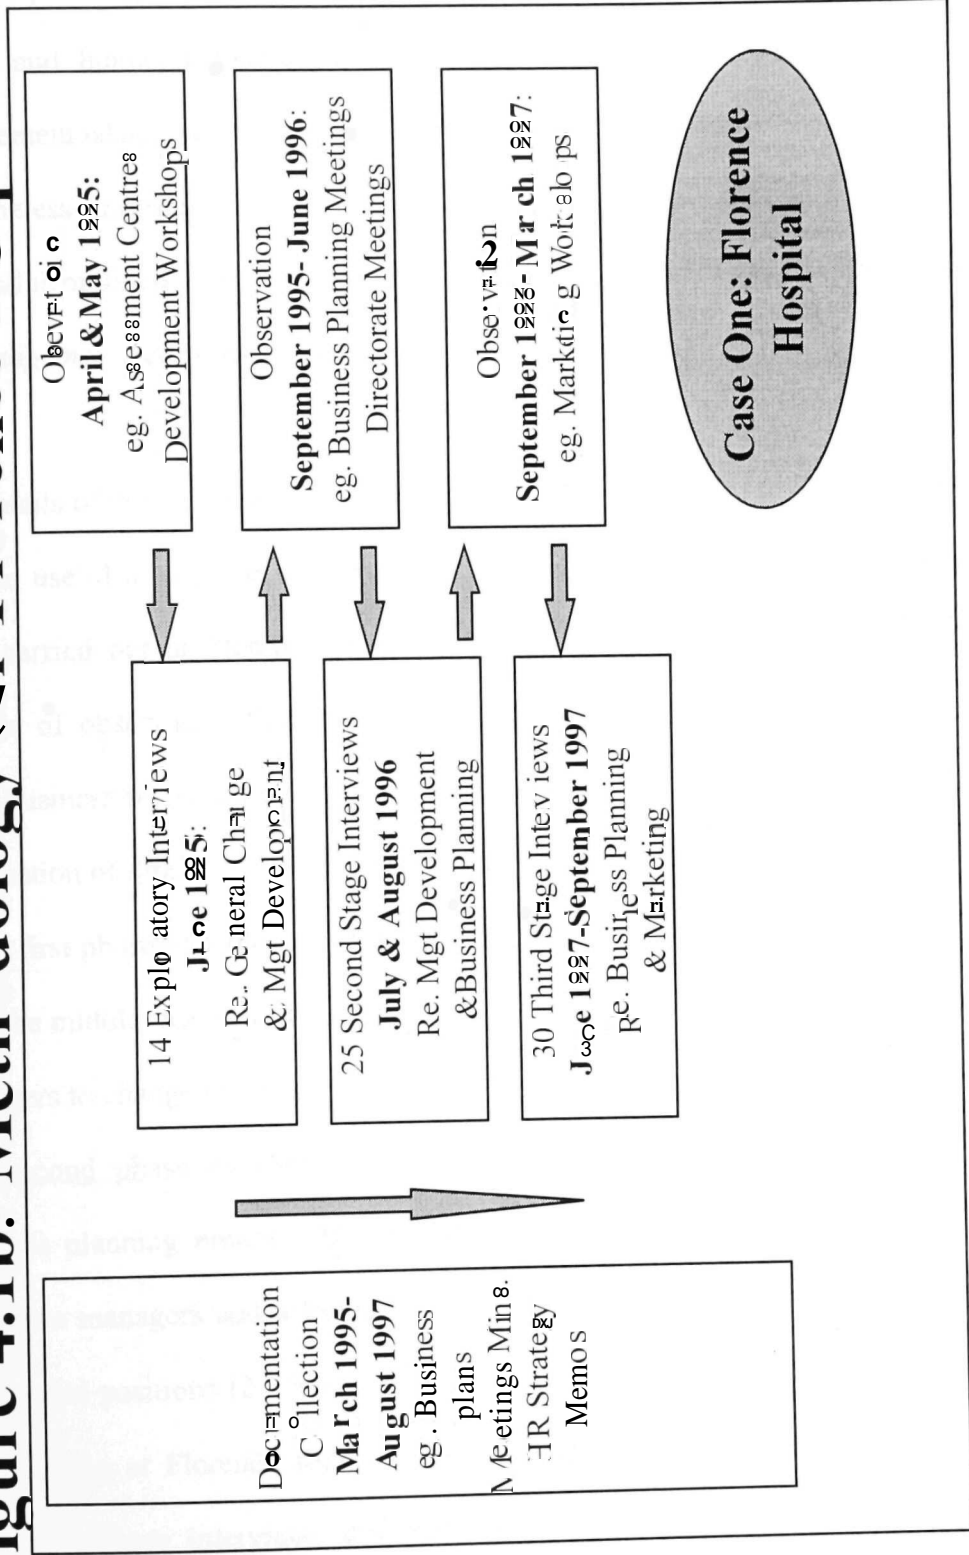 4.1b.
Documentation
Collection
March 1995-
August 1997
eg. Business
plans
Meetings Mins.
HR Strategy
Memos
14 Exploratory Interviews
June 1995:
Re. General Change
& Mgt Development
25 Second Stage Interviews
July & August 1996
Re. Mgt Development
&Business Planning
30 Third Stage Interviews
June 1997-September 1997
Re. Business Planning
& Marketing
Observation
April &May 1995:
eg. Assessment Centres
Development Workshops
Observation
September 1995- June 1996:
eg. Business Planning Meetings
Directorate Meetings
Observation
September 1996- March 1997:
eg. Marketing Workshops
Case One: Florence
Hospital